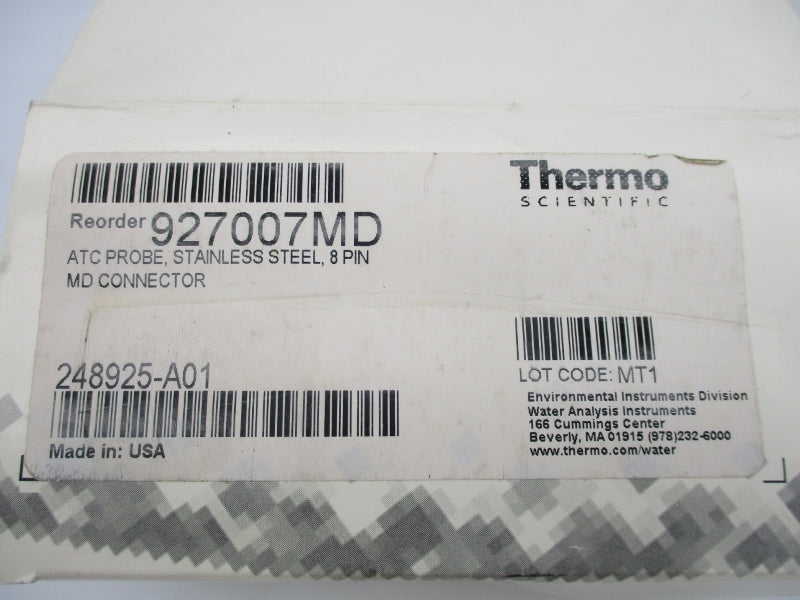 Thermo
SCIENTIFIC
Reorder 927007MD
ATC PROBE, STAINLESS STEEL, 8 PIN
MD CONNECTOR
248925-A01
Made in: USA
LOT CODE: MT1
Environmental Instruments Division
Water Analysis Instruments
166 Cummings Center
Beverly, MA 01915 (978)232-6000
www.thermo.com/water